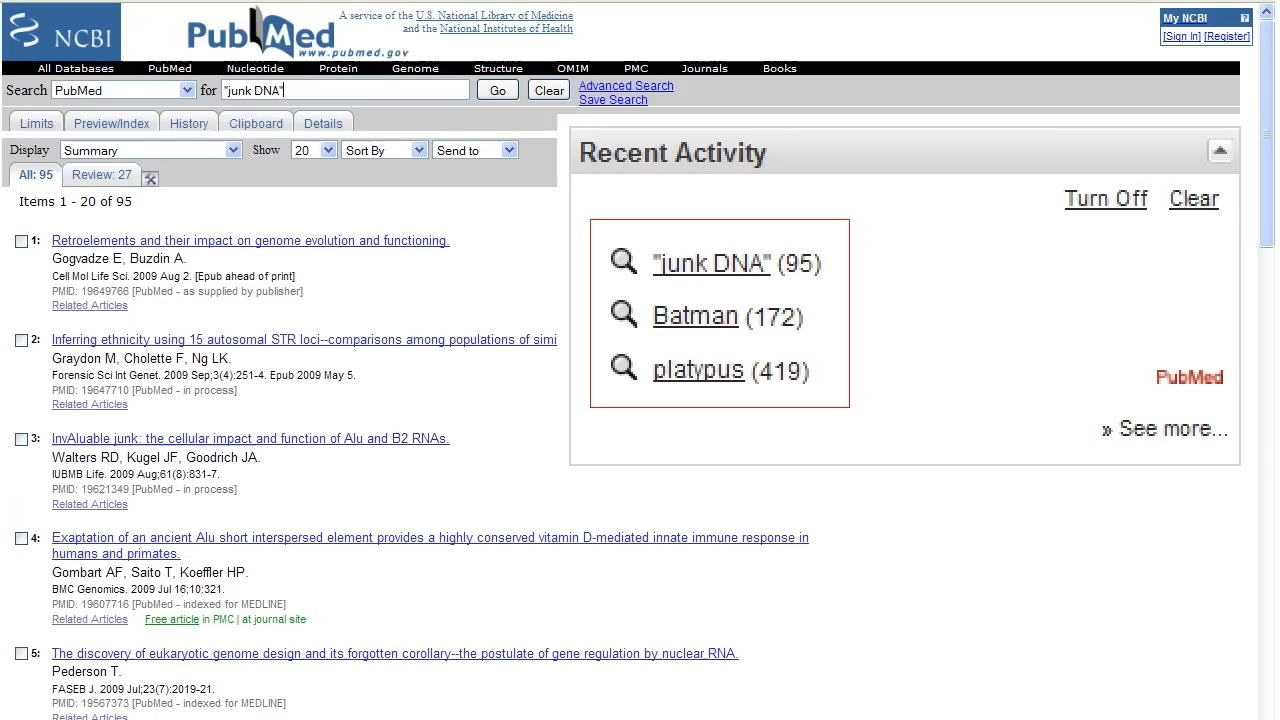 NCBI
PubMed
www.pubmed.gov
A service of the U.S. National Library of Medicine
and the National Institutes of Health
My NCBI ?
[Sign In] [Register]
All Databases PubMed Nucleotide Protein Genome Structure OMIM PMC Journals Books
Search PubMed for "junk DNA" Go Clear Advanced Search
Save Search
Limits Preview/Index History Clipboard Details
Display Summary Show 20 Sort By Send to
All: 95 Review: 27
Items 1 - 20 of 95
1: Retroelements and their impact on genome evolution and functioning.
Gogvadze E, Buzdin A.
Cell Mol Life Sci. 2009 Aug 2. [Epub ahead of print]
PMID: 19649766 [PubMed - as supplied by publisher]
Related Articles
2: Inferring ethnicity using 15 autosomal STR loci--comparisons among populations of simi
Graydon M, Cholette F, Ng LK.
Forensic Sci Int Genet. 2009 Sep;3(4):251-4. Epub 2009 May 5.
PMID: 19647710 [PubMed - in process]
Related Articles
3: InvAluable junk: the cellular impact and function of Alu and B2 RNAs.
Walters RD, Kugel JF, Goodrich JA.
IUBMB Life. 2009 Aug;61(8):831-7.
PMID: 19621349 [PubMed - in process]
Related Articles
4: Exaptation of an ancient Alu short interspersed element provides a highly conserved vitamin D-mediated innate immune response in
humans and primates.
Gombart AF, Saito T, Koeffler HP.
BMC Genomics. 2009 Jul 16;10:321.
PMID: 19607716 [PubMed - indexed for MEDLINE]
Related Articles Free article in PMC | at journal site
5: The discovery of eukaryotic genome design and its forgotten corollary--the postulate of gene regulation by nuclear RNA.
Pederson T.
FASEB J. 2009 Jul;23(7):2019-21.
PMID: 19567373 [PubMed - indexed for MEDLINE]
Related Articles
Recent Activity
Turn Off Clear
"junk DNA" (95)
Batman (172)
platypus (419)
PubMed
» See more...